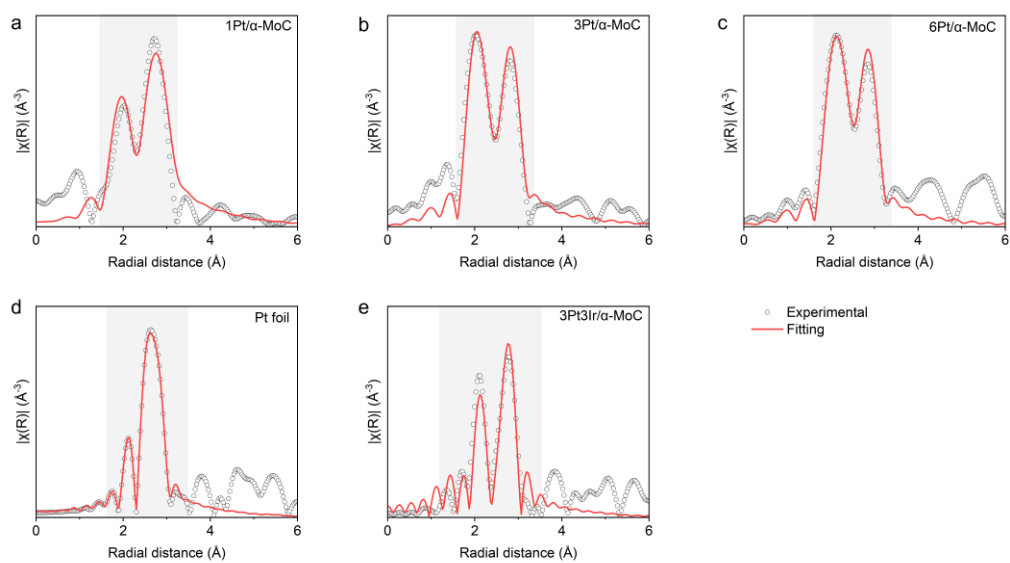 a
1Pt/α-MoC
|χ(R)| (Å⁻³)
0 2 4 6
Radial distance (Å)
b
3Pt/α-MoC
|χ(R)| (Å⁻³)
0 2 4 6
Radial distance (Å)
c
6Pt/α-MoC
|χ(R)| (Å⁻³)
0 2 4 6
Radial distance (Å)
d
Pt foil
|χ(R)| (Å⁻³)
0 2 4 6
Radial distance (Å)
e
3Pt3Ir/α-MoC
|χ(R)| (Å⁻³)
0 2 4 6
Radial distance (Å)
Experimental
Fitting